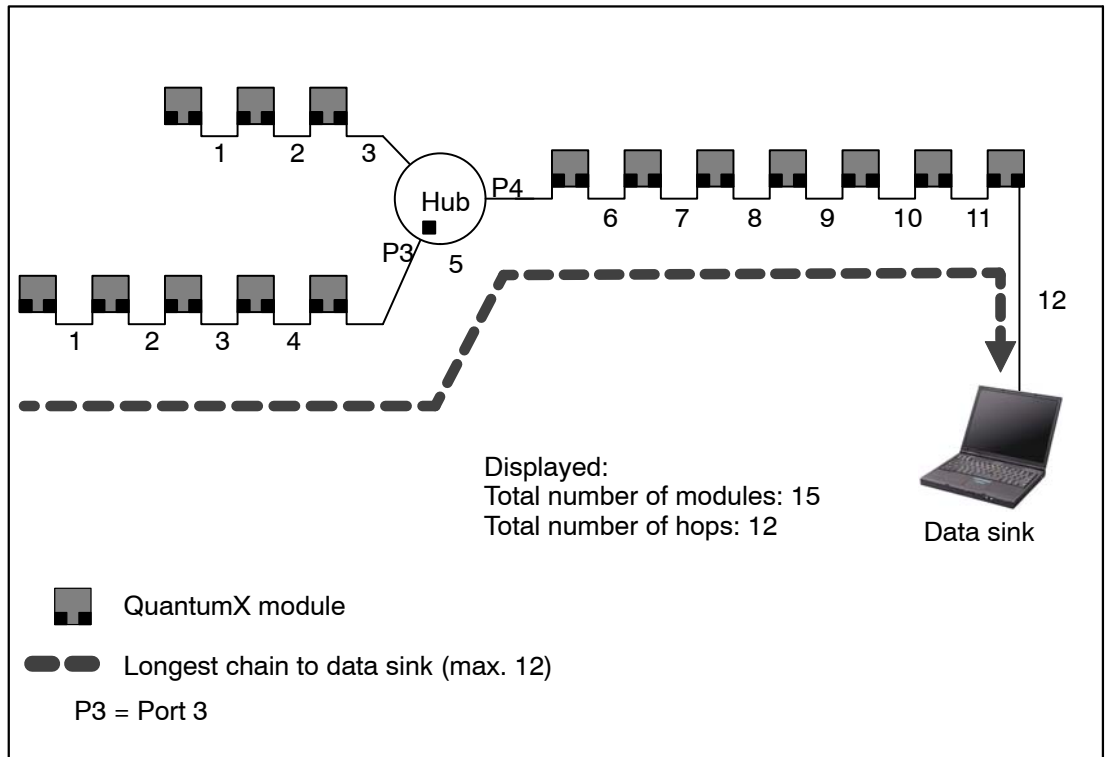 1 2 3
Hub
P4
6 7 8 9 10 11
P3
5
12
1 2 3 4
Displayed:
Total number of modules: 15
Total number of hops: 12
Data sink
QuantumX module
Longest chain to data sink (max. 12)
P3 = Port 3